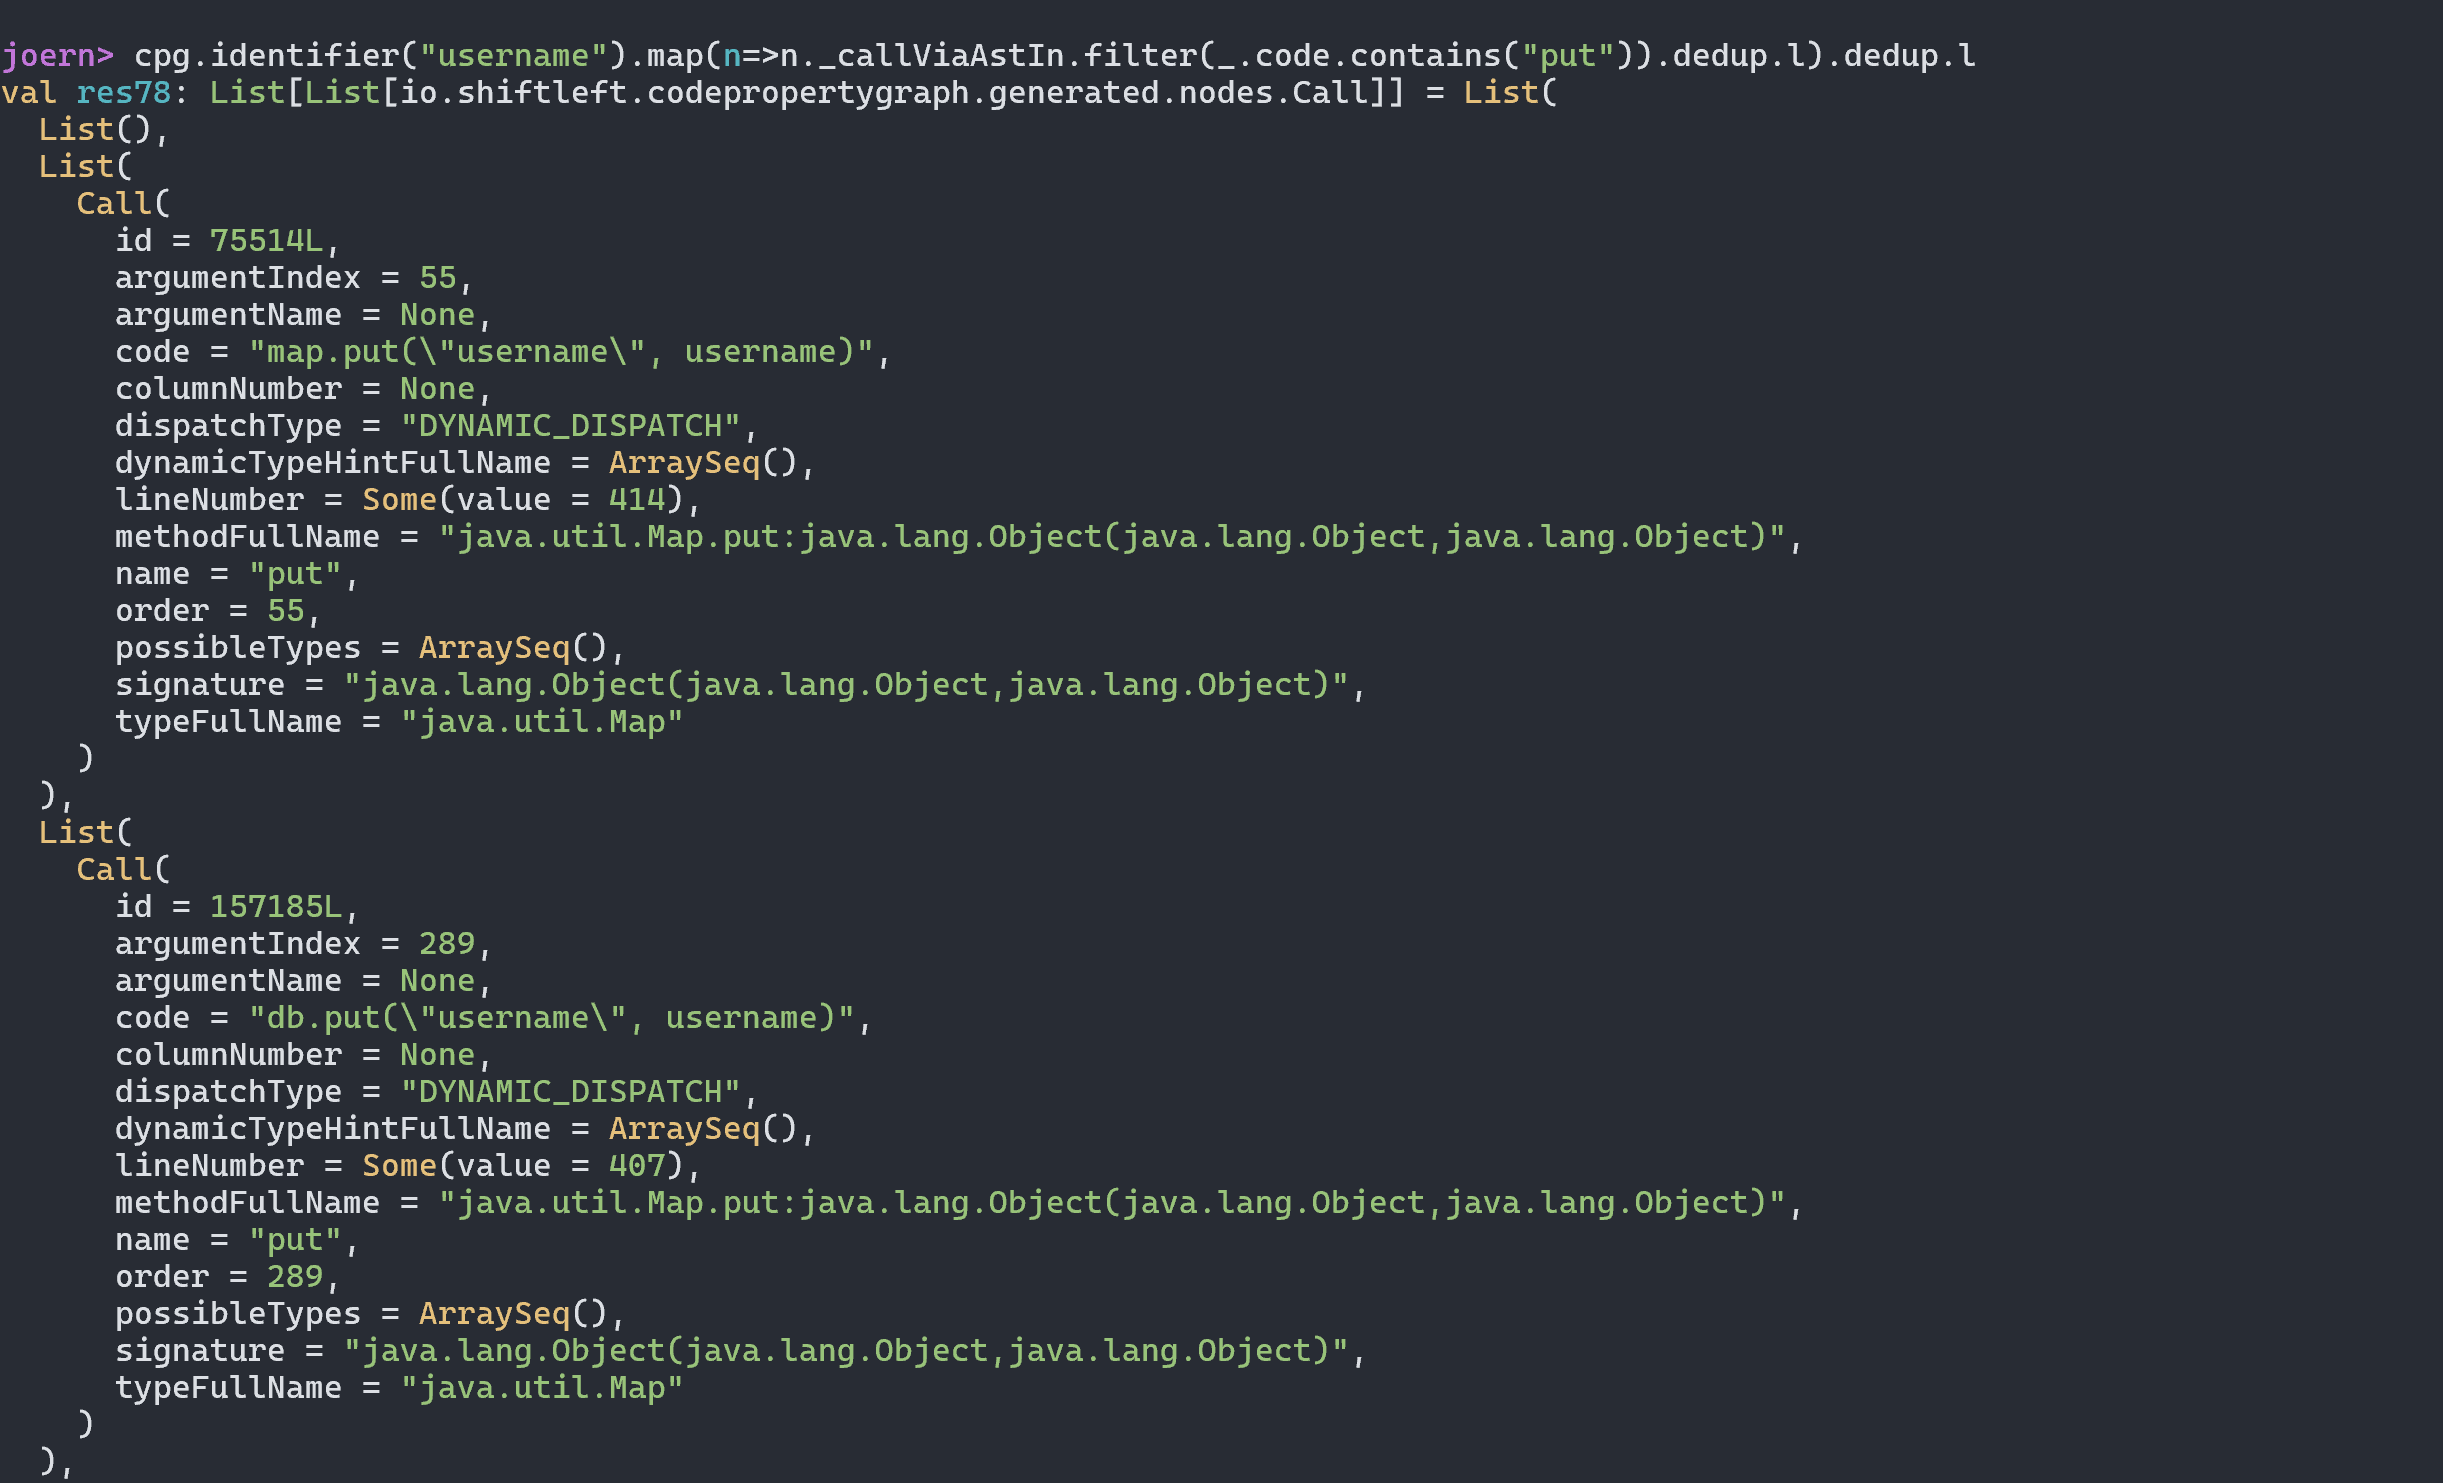 joern> cpg.identifier("username").map(n=>n._callViaAstIn.filter(_.code.contains("put")).dedup.l).dedup.l
val res78: List[List[io.shiftleft.codepropertygraph.generated.nodes.Call]] = List(
  List(),
  List(
    Call(
      id = 75514L,
      argumentIndex = 55,
      argumentName = None,
      code = "map.put(\"username\", username)",
      columnNumber = None,
      dispatchType = "DYNAMIC_DISPATCH",
      dynamicTypeHintFullName = ArraySeq(),
      lineNumber = Some(value = 414),
      methodFullName = "java.util.Map.put:java.lang.Object(java.lang.Object,java.lang.Object)",
      name = "put",
      order = 55,
      possibleTypes = ArraySeq(),
      signature = "java.lang.Object(java.lang.Object,java.lang.Object)",
      typeFullName = "java.util.Map"
    )
  ),
  List(
    Call(
      id = 157185L,
      argumentIndex = 289,
      argumentName = None,
      code = "db.put(\"username\", username)",
      columnNumber = None,
      dispatchType = "DYNAMIC_DISPATCH",
      dynamicTypeHintFullName = ArraySeq(),
      lineNumber = Some(value = 407),
      methodFullName = "java.util.Map.put:java.lang.Object(java.lang.Object,java.lang.Object)",
      name = "put",
      order = 289,
      possibleTypes = ArraySeq(),
      signature = "java.lang.Object(java.lang.Object,java.lang.Object)",
      typeFullName = "java.util.Map"
    )
  ),